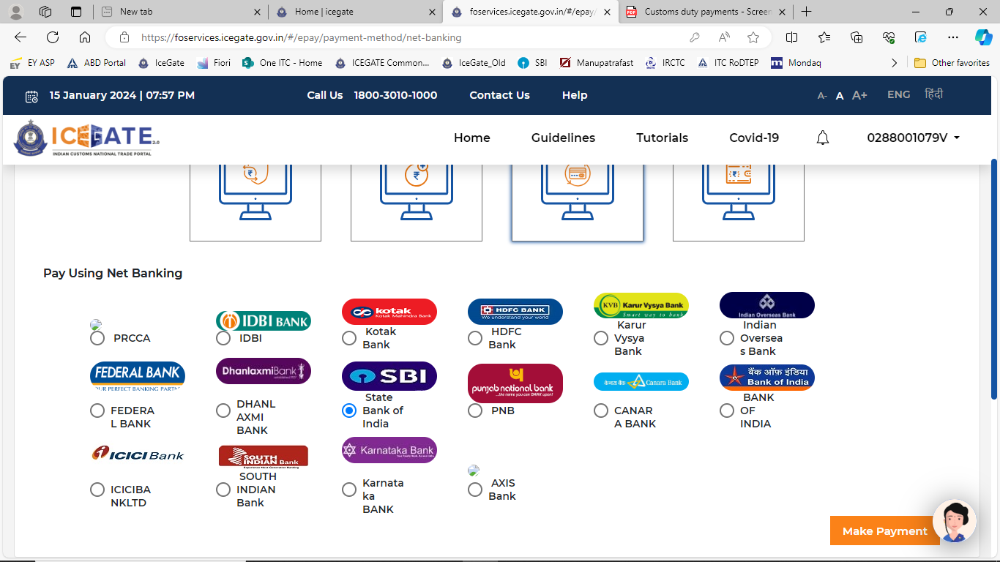 New tab
Home | icegate
foservices.icegate.gov.in/#/epay/
Customs duty payments - Screen
https://foservices.icegate.gov.in/#/epay/payment-method/net-banking
EY EY ASP
ABD Portal
IceGate
Fiori
One ITC - Home
ICEGATE Common...
IceGate_Old
SBI
Manupatrafast
IRCTC
ITC RoDTEP
Mondaq
Other favorites
15 January 2024 | 07:57 PM
Call Us 1800-3010-1000
Contact Us
Help
A- A A+
ENG हिंदी
ICEGATE 2.0
INDIAN CUSTOMS NATIONAL TRADE PORTAL
Home
Guidelines
Tutorials
Covid-19
0288001079V
Pay Using Net Banking
PRCCA
IDBI BANK
IDBI
kotak
Kotak Mahindra Bank
Kotak
Bank
HDFC BANK
We understand your world
HDFC
Bank
KVB Karur Vysya Bank
Smart way to bank
Karur
Vysya
Bank
Indian Overseas Bank
Indian
Oversea
s Bank
FEDERAL BANK
OUR PERFECT BANKING PARTN
FEDERA
L BANK
DhanlaxmiBank
DHANL
AXMI
BANK
SBI
State
Bank of
India
punjab national bank
...the name you can BANK upon!
PNB
केनरा बैंक Canara Bank
CANAR
A BANK
बैंक ऑफ़ इंडिया
Bank of India
BANK
OF
INDIA
ICICI Bank
ICICIBA
NKLTD
SOUTH
INDIAN Bank
Experience Next Generation Banking
SOUTH
INDIAN
Bank
Karnataka Bank
Karnata
ka
BANK
AXIS
Bank
Make Payment